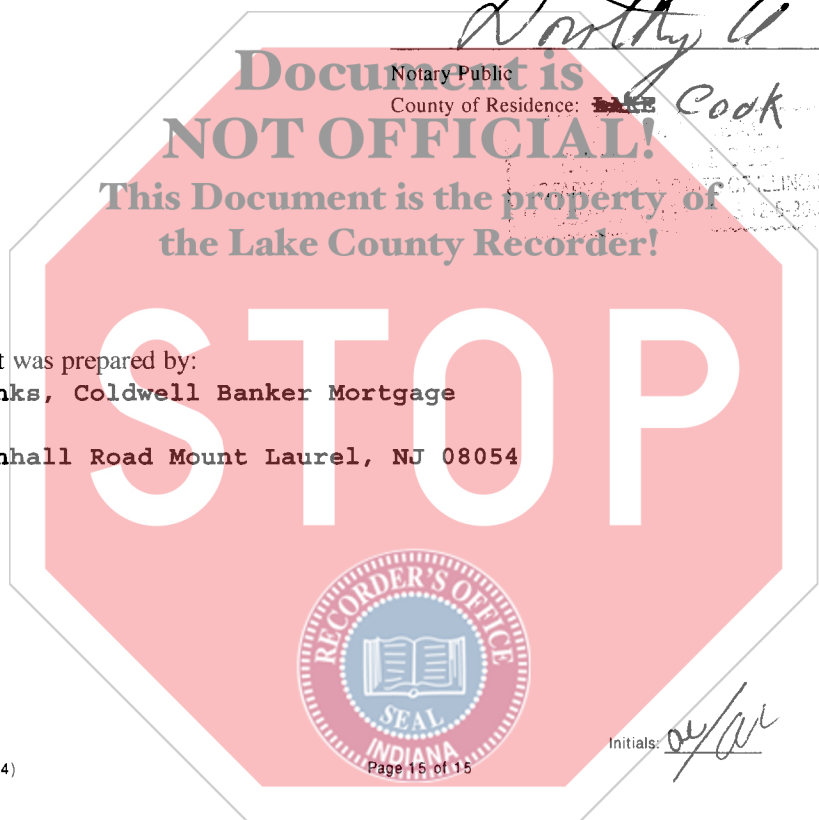 Dorothy A
Document is
Notary Public
County of Residence: LAKE Cook
NOT OFFICIAL!
This Document is the property of
the Lake County Recorder!
STOP
t was prepared by:
nks, Coldwell Banker Mortgage
nhall Road Mount Laurel, NJ 08054
RECORDER'S OFFICE
SEAL
INDIANA
Initials:
4)
Page 15 of 15